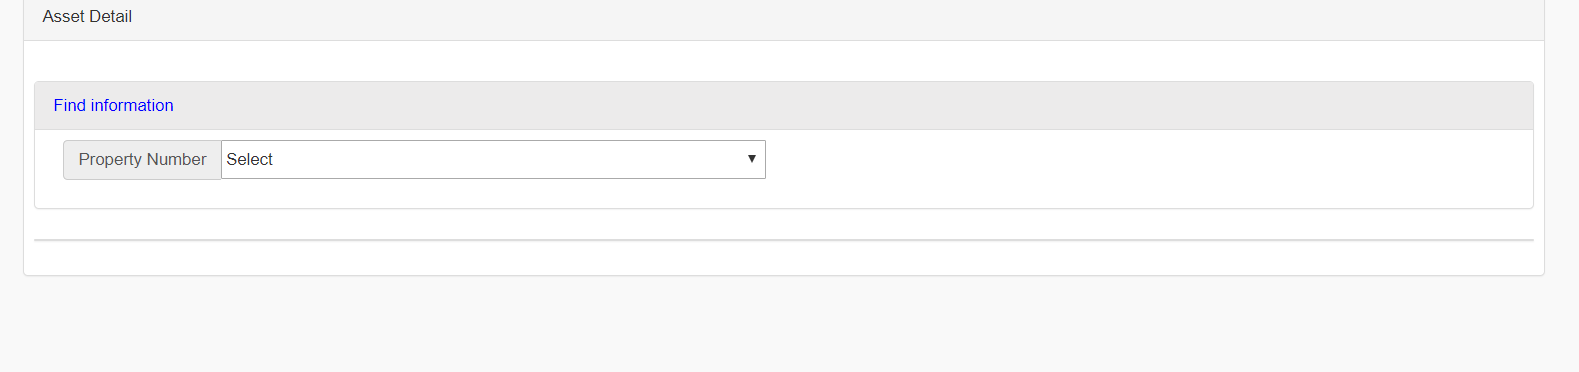 Asset Detail
Find information
Property Number Select